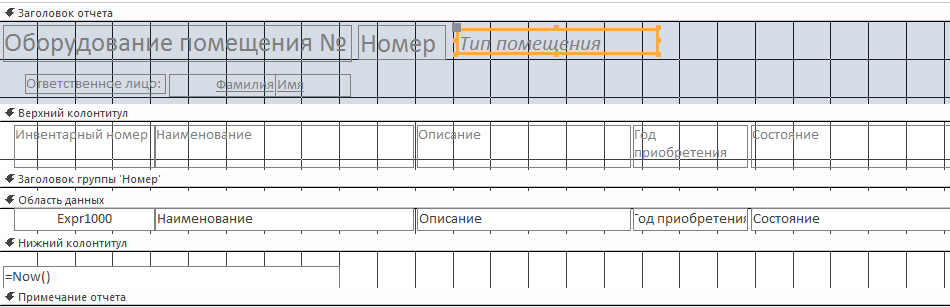 Заголовок отчета
Оборудование помещения № Номер Тип помещения
Ответственное лицо: Фамилия Имя
Верхний колонтитул
Инвентарный номер Наименование Описание Год приобретения Состояние
Заголовок группы 'Номер'
Область данных
Expr1000 Наименование Описание Год приобретения Состояние
Нижний колонтитул
=Now()
Примечание отчета